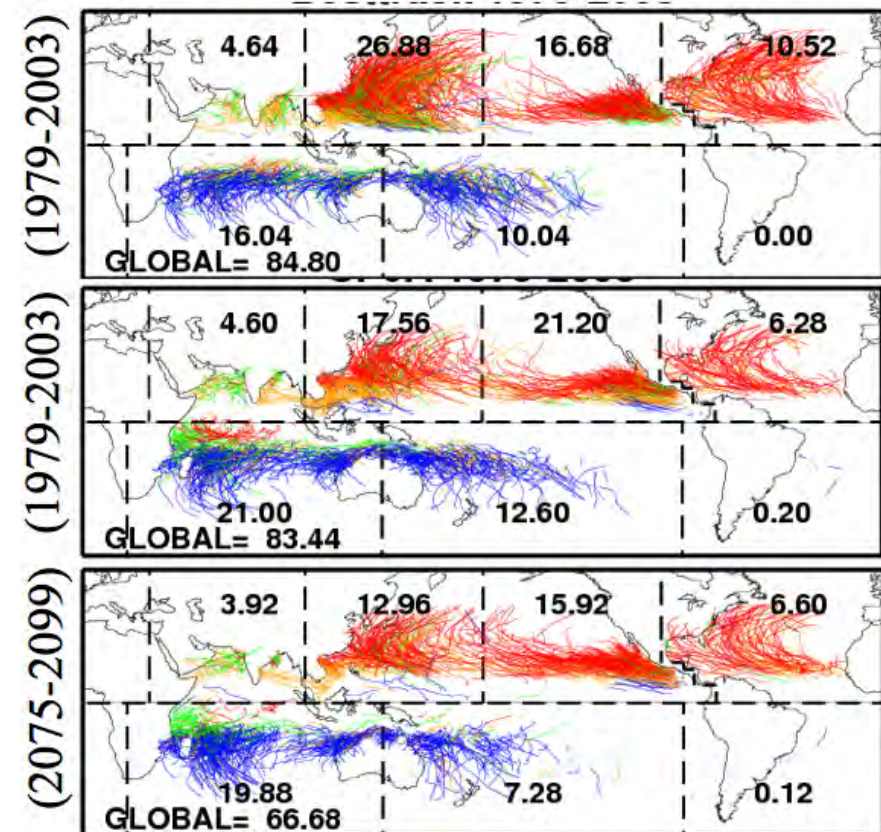 (1979-2003)
4.64 26.88 16.68 10.52
16.04 10.04 0.00
GLOBAL= 84.80
(1979-2003)
4.60 17.56 21.20 6.28
21.00 12.60 0.20
GLOBAL= 83.44
(2075-2099)
3.92 12.96 15.92 6.60
19.88 7.28 0.12
GLOBAL= 66.68